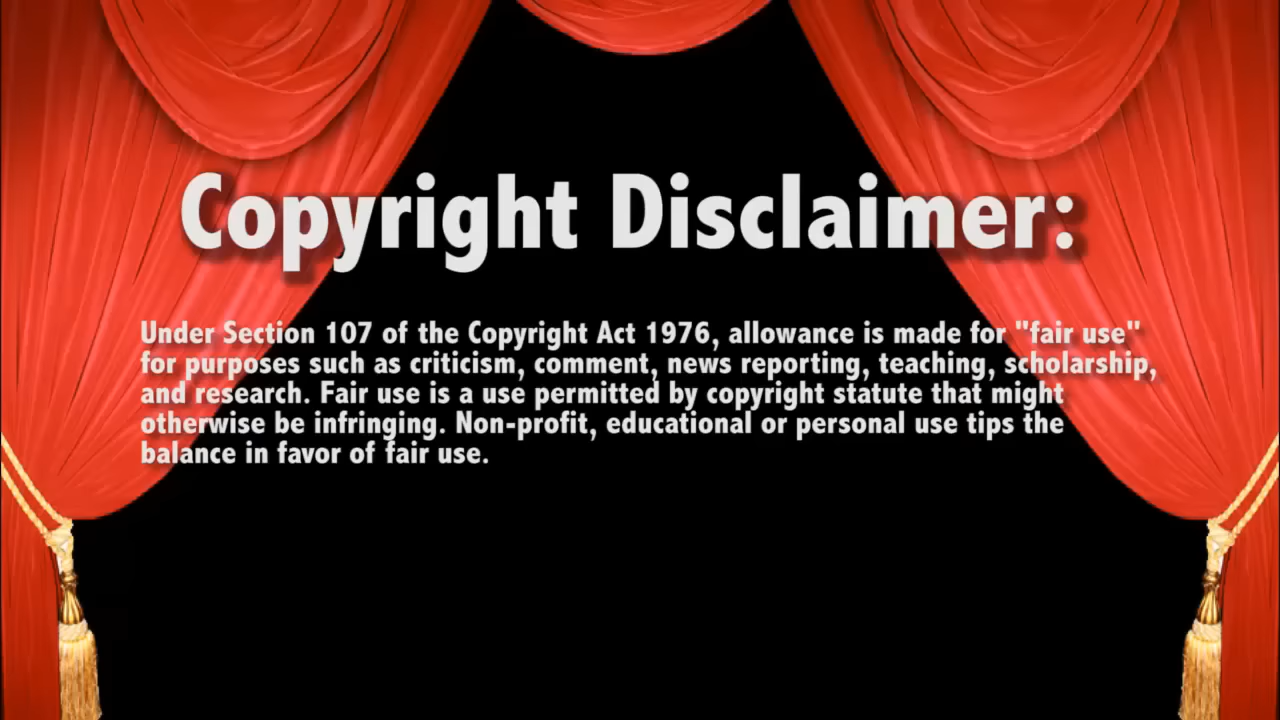 Copyright Disclaimer:
Under Section 107 of the Copyright Act 1976, allowance is made for "fair use"
for purposes such as criticism, comment, news reporting, teaching, scholarship,
and research. Fair use is a use permitted by copyright statute that might
otherwise be infringing. Non-profit, educational or personal use tips the
balance in favor of fair use.